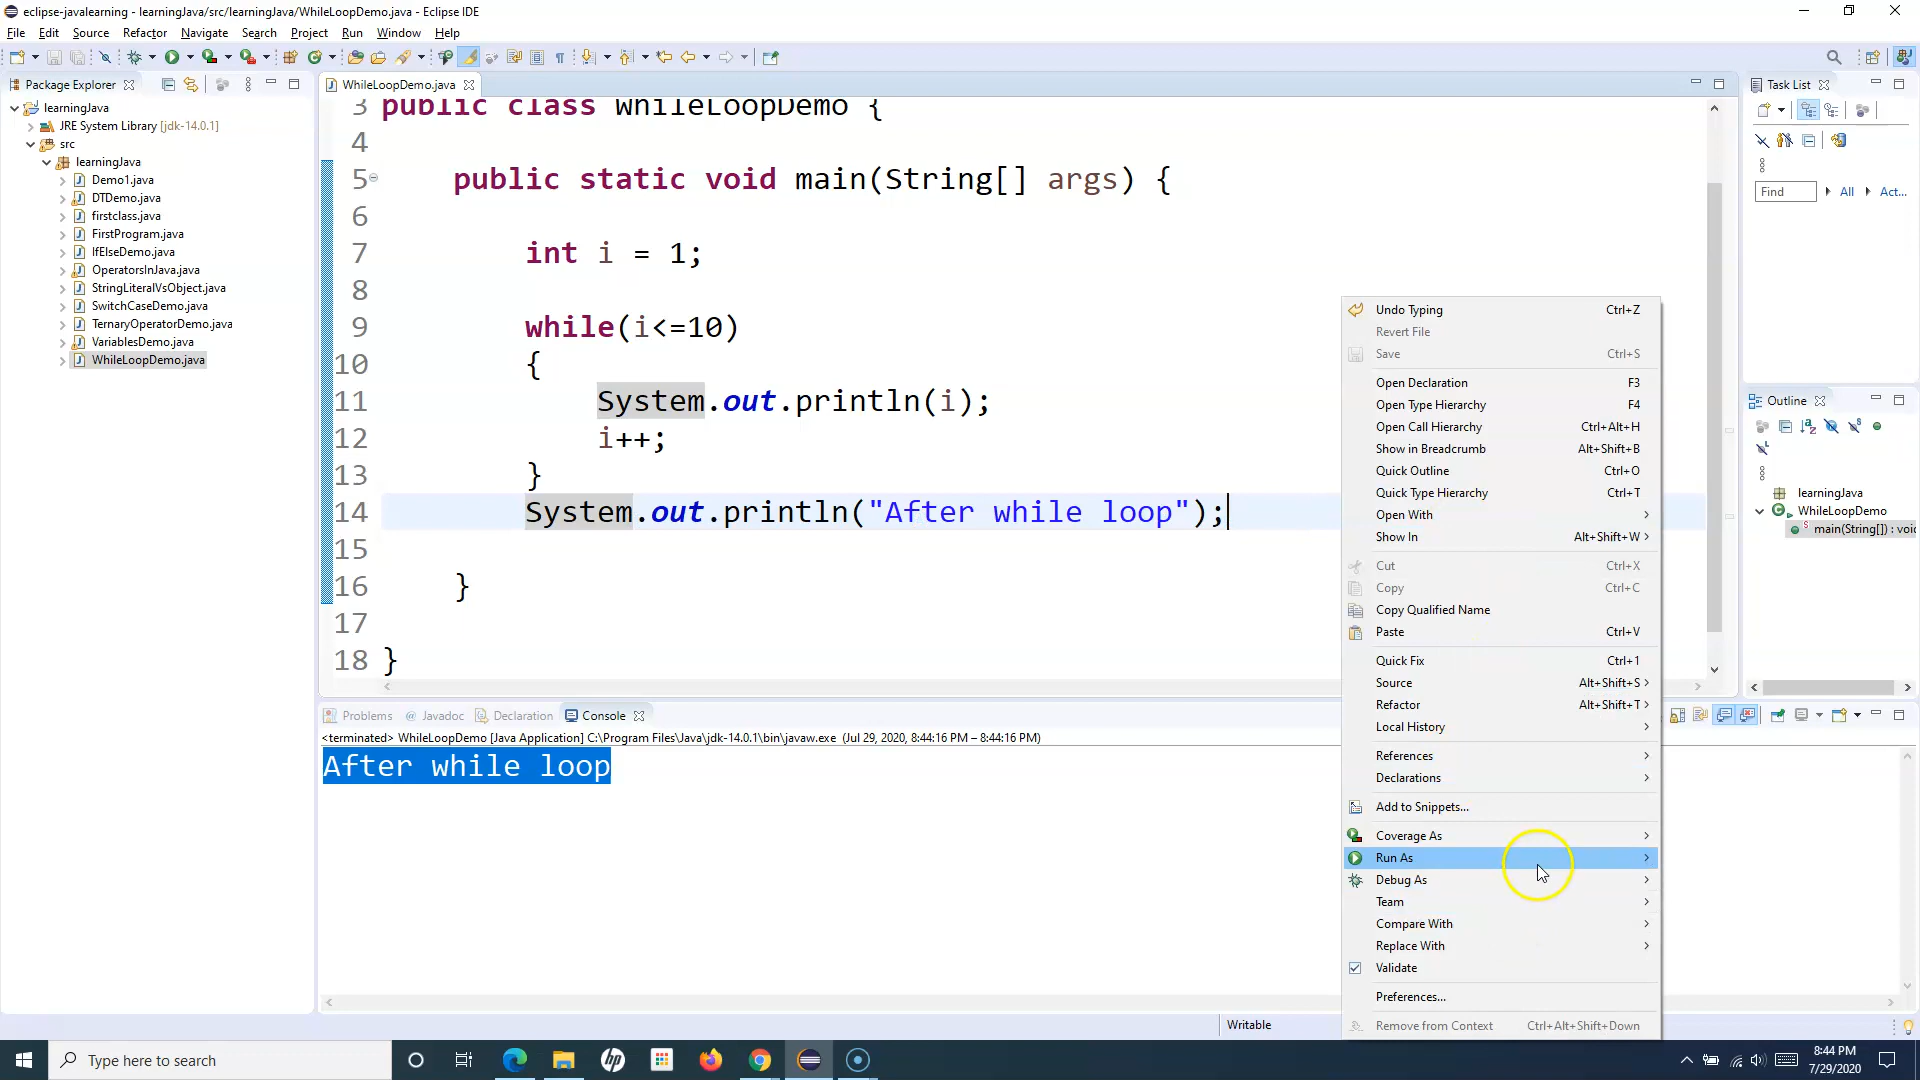 eclipse-javalearning - learningJava/src/learningJava/WhileLoopDemo.java - Eclipse IDE
File Edit Source Refactor Navigate Search Project Run Window Help
Package Explorer
learningJava
JRE System Library [jdk-14.0.1]
src
learningJava
Demo1.java
DTDemo.java
firstclass.java
FirstProgram.java
IfElseDemo.java
OperatorsInJava.java
StringLiteralVsObject.java
SwitchCaseDemo.java
TernaryOperatorDemo.java
VariablesDemo.java
WhileLoopDemo.java
WhileLoopDemo.java
3 public class WhileLoopDemo {
4
5 public static void main(String[] args) {
6
7 int i = 1;
8
9 while(i<=10)
10 {
11 System.out.println(i);
12 i++;
13 }
14 System.out.println("After while loop");
15
16 }
17
18 }
Undo Typing Ctrl+Z
Revert File
Save Ctrl+S
Open Declaration F3
Open Type Hierarchy F4
Open Call Hierarchy Ctrl+Alt+H
Show in Breadcrumb Alt+Shift+B
Quick Outline Ctrl+O
Quick Type Hierarchy Ctrl+T
Open With
Show In Alt+Shift+W
Cut Ctrl+X
Copy Ctrl+C
Copy Qualified Name
Paste Ctrl+V
Quick Fix Ctrl+1
Source Alt+Shift+S
Refactor Alt+Shift+T
Local History
References
Declarations
Add to Snippets...
Coverage As
Run As
Debug As
Team
Compare With
Replace With
Validate
Preferences...
Remove from Context Ctrl+Alt+Shift+Down
Task List
Find All Act...
Outline
learningJava
WhileLoopDemo
main(String[]) : voi
Problems @ Javadoc Declaration Console
<terminated> WhileLoopDemo [Java Application] C:\Program Files\Java\jdk-14.0.1\bin\javaw.exe (Jul 29, 2020, 8:44:16 PM – 8:44:16 PM)
After while loop
Writable
Type here to search
hp
8:44 PM
7/29/2020